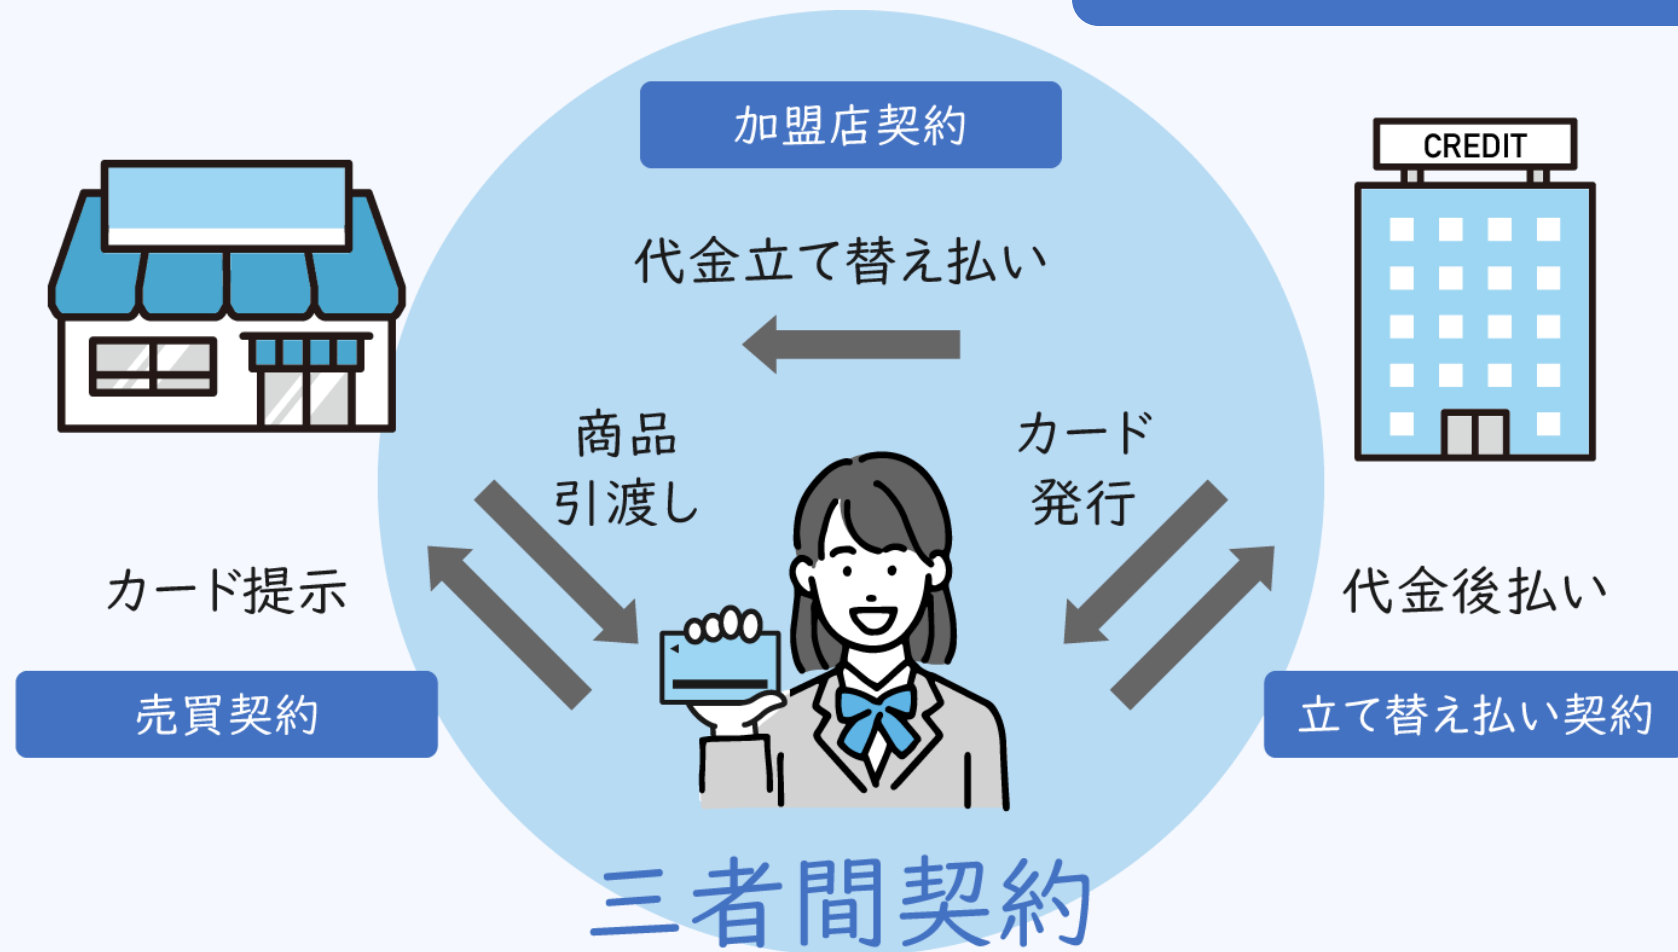 加盟店契約
CREDIT
代金立て替え払い
商品
引渡し
カード
発行
カード提示
代金後払い
売買契約
立て替え払い契約
三者間契約